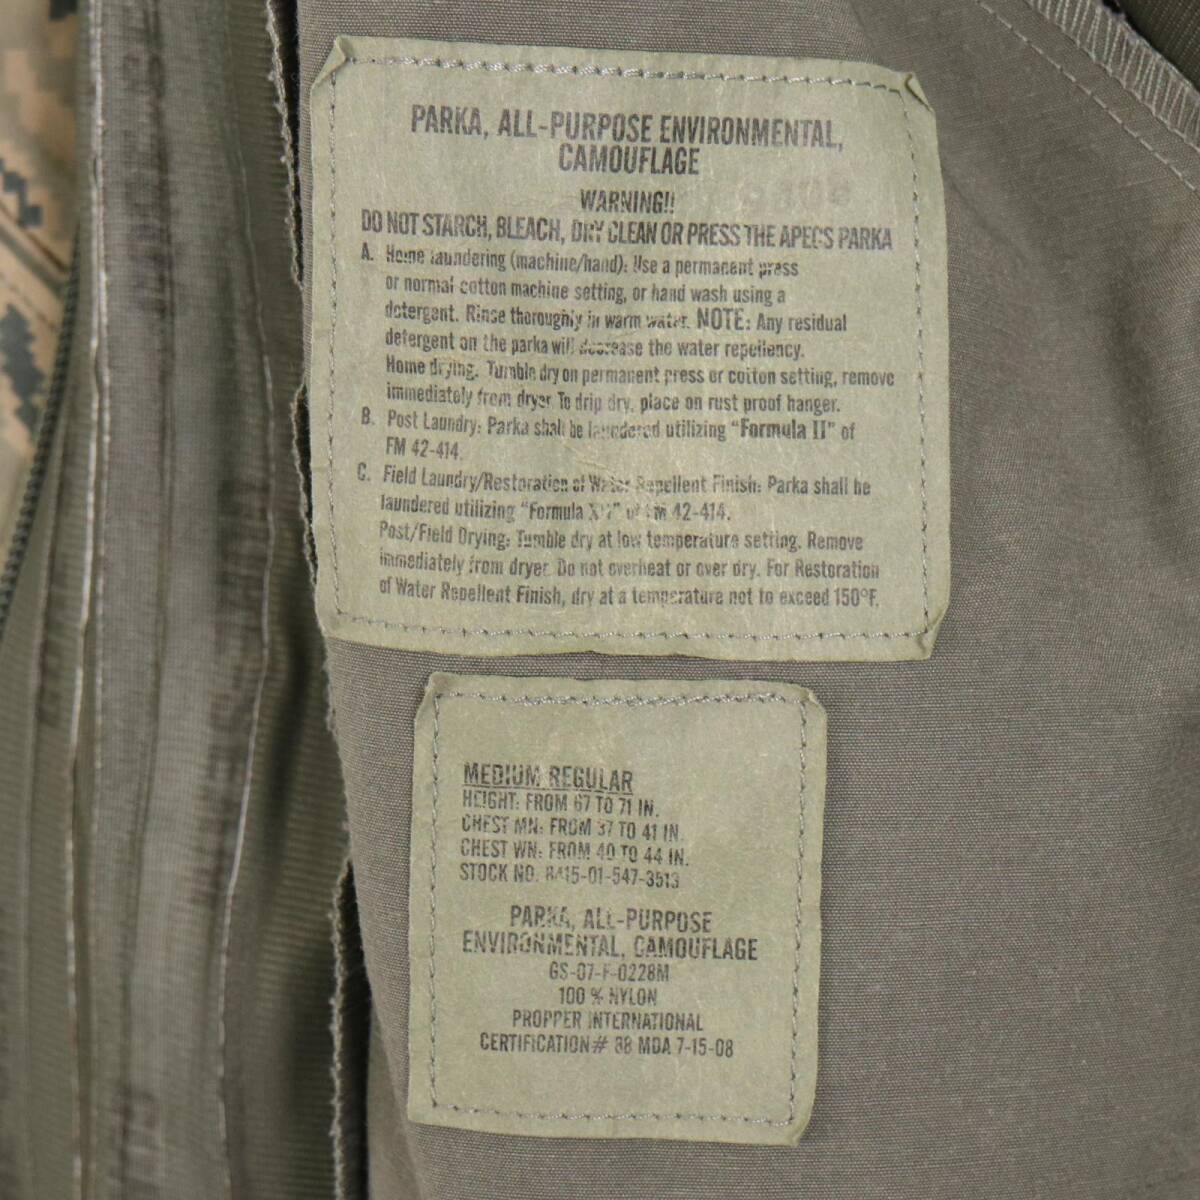 PARKA, ALL-PURPOSE ENVIRONMENTAL,
CAMOUFLAGE
WARNING!!
DO NOT STARCH, BLEACH, DRY CLEAN OR PRESS THE APECS PARKA
A. Home laundering (machine/hand): Use a permanent press
or normal cotton machine setting, or hand wash using a
detergent. Rinse thoroughly in warm water. NOTE: Any residual
detergent on the parka will decrease the water repellency.
Home drying. Tumble dry on permanent press or cotton setting, remove
immediately from dryer. To drip dry, place on rust proof hanger.
B. Post Laundry: Parka shall be laundered utilizing "Formula II" of
FM 42-414.
C. Field Laundry/Restoration of Water Repellent Finish: Parka shall be
laundered utilizing "Formula of FM 42-414.
Post/Field Drying: Tumble dry at low temperature setting. Remove
immediately from dryer. Do not overheat or over dry. For Restoration
of Water Repellent Finish, dry at a temperature not to exceed 150°F.
MEDIUM REGULAR
HEIGHT: FROM 67 TO 71 IN.
CHEST MN: FROM 37 TO 41 IN.
CHEST WN: FROM 40 TO 44 IN.
STOCK NO. 8415-01-547-3513
PARKA, ALL-PURPOSE
ENVIRONMENTAL, CAMOUFLAGE
GS-07-F-0228M
100 % NYLON
PROPPER INTERNATIONAL
CERTIFICATION# 88 MDA 7-15-08